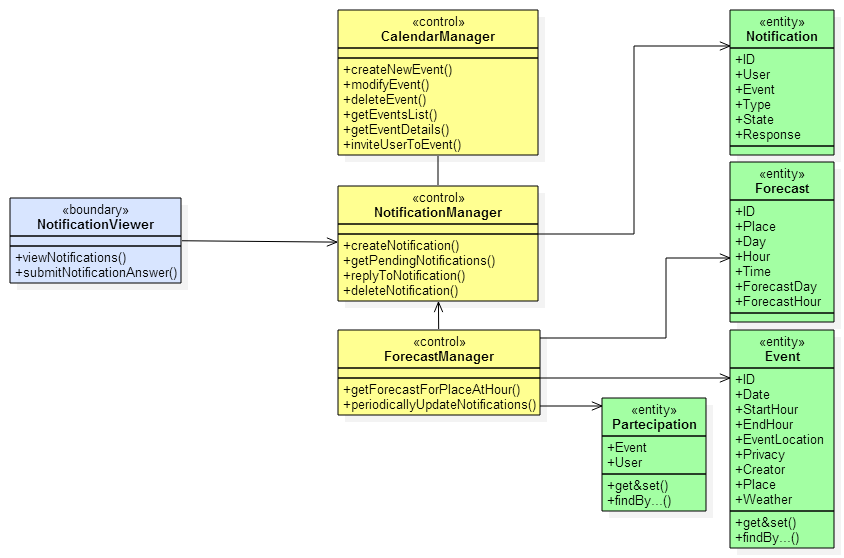 «control»
CalendarManager
+createNewEvent()
+modifyEvent()
+deleteEvent()
+getEventsList()
+getEventDetails()
+inviteUserToEvent()
«entity»
Notification
+ID
+User
+Event
+Type
+State
+Response
«boundary»
NotificationViewer
+viewNotifications()
+submitNotificationAnswer()
«control»
NotificationManager
+createNotification()
+getPendingNotifications()
+replyToNotification()
+deleteNotification()
«entity»
Forecast
+ID
+Place
+Day
+Hour
+Time
+ForecastDay
+ForecastHour
«control»
ForecastManager
+getForecastForPlaceAtHour()
+periodicallyUpdateNotifications()
«entity»
Partecipation
+Event
+User
+get&set()
+findBy...()
«entity»
Event
+ID
+Date
+StartHour
+EndHour
+EventLocation
+Privacy
+Creator
+Place
+Weather
+get&set()
+findBy...()